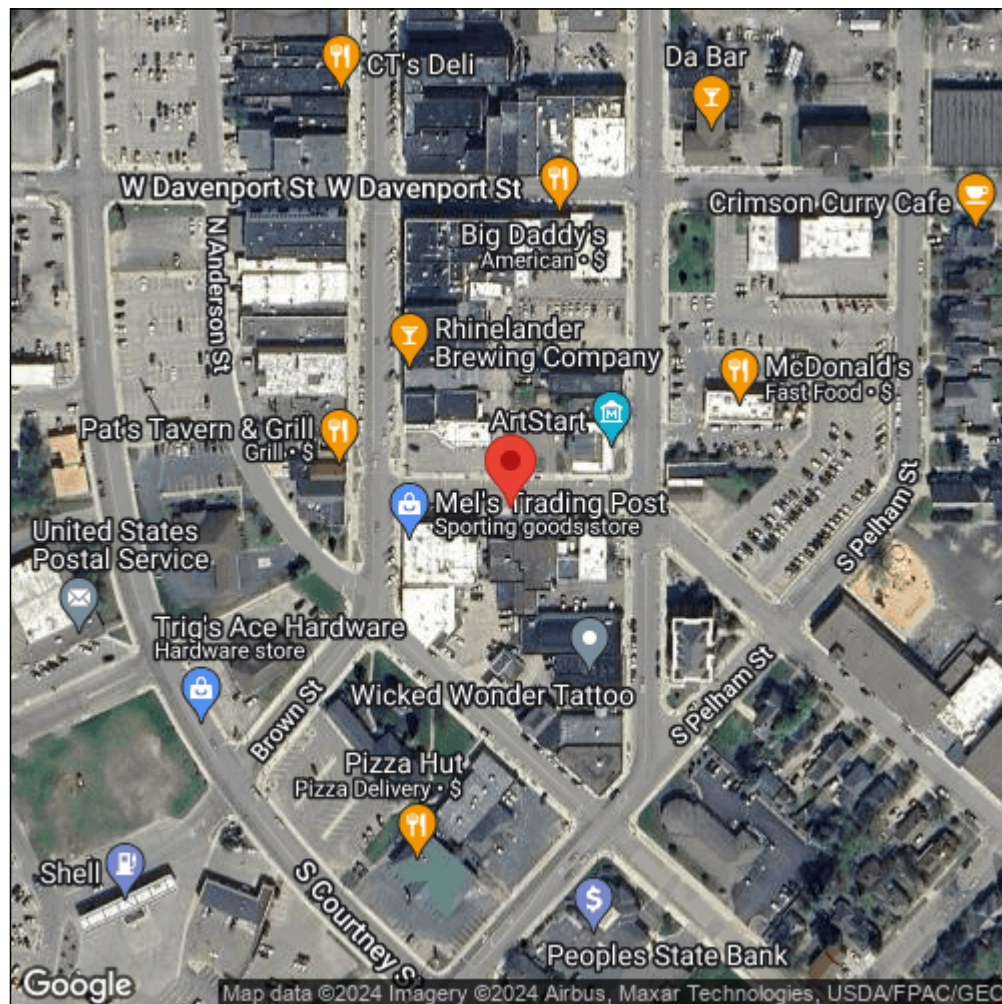 CT's Deli
Da Bar
W Davenport St
W Davenport St
Crimson Curry Cafe
N Anderson St
Big Daddy's
American • $
Rhinelander
Brewing Company
McDonald's
Fast Food • $
ArtStart
Pat's Tavern & Grill
Grill • $
Mel's Trading Post
Sporting goods store
S Pelham St
United States
Postal Service
Trig's Ace Hardware
Hardware store
Wicked Wonder Tattoo
S Pelham St
Brown St
Pizza Hut
Pizza Delivery • $
Shell
S Courtney St
Peoples State Bank
Google
Map data ©2024 Imagery ©2024 Airbus, Maxar Technologies, USDA/FPAC/GEO